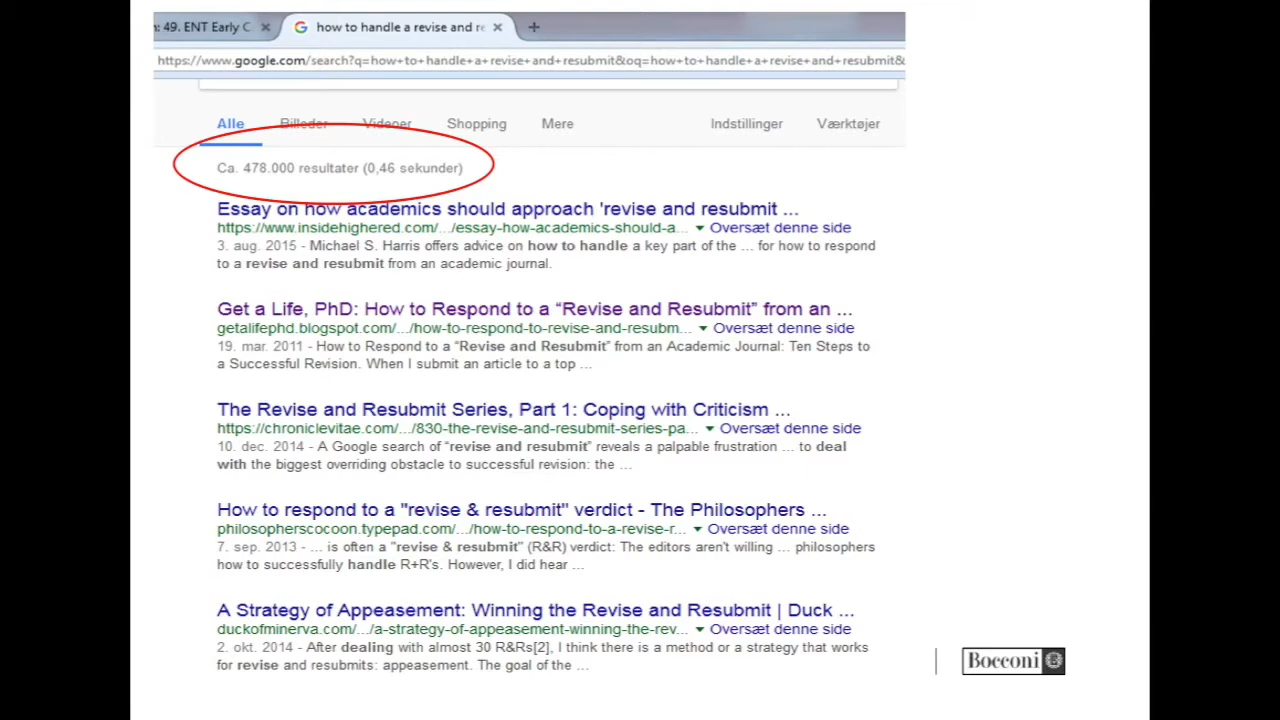 n: 49. ENT Early C
how to handle a revise and re
https://www.google.com/search?q=how+to+handle+a+revise+and+resubmit&oq=how+to+handle+a+revise+and+resubmit&
Alle Billeder Videoer Shopping Mere Indstillinger Værktøjer
Ca. 478.000 resultater (0,46 sekunder)
Essay on how academics should approach 'revise and resubmit ...
https://www.insidehighered.com/.../essay-how-academics-should-a... Oversæt denne side
3. aug. 2015 - Michael S. Harris offers advice on how to handle a key part of the ... for how to respond
to a revise and resubmit from an academic journal.
Get a Life, PhD: How to Respond to a “Revise and Resubmit” from an ...
getalifephd.blogspot.com/.../how-to-respond-to-revise-and-resubm... Oversæt denne side
19. mar. 2011 - How to Respond to a “Revise and Resubmit” from an Academic Journal: Ten Steps to
a Successful Revision. When I submit an article to a top ...
The Revise and Resubmit Series, Part 1: Coping with Criticism ...
https://chroniclevitae.com/.../830-the-revise-and-resubmit-series-pa... Oversæt denne side
10. dec. 2014 - A Google search of “revise and resubmit” reveals a palpable frustration ... to deal
with the biggest overriding obstacle to successful revision: the ...
How to respond to a "revise & resubmit" verdict - The Philosophers ...
philosopherscocoon.typepad.com/.../how-to-respond-to-a-revise-r... Oversæt denne side
7. sep. 2013 - ... is often a "revise & resubmit" (R&R) verdict: The editors aren't willing ... philosophers
how to successfully handle R+R's. However, I did hear ...
A Strategy of Appeasement: Winning the Revise and Resubmit | Duck ...
duckofminerva.com/.../a-strategy-of-appeasement-winning-the-rev... Oversæt denne side
2. okt. 2014 - After dealing with almost 30 R&Rs[2], I think there is a method or a strategy that works
for revise and resubmits: appeasement. The goal of the ...
Bocconi